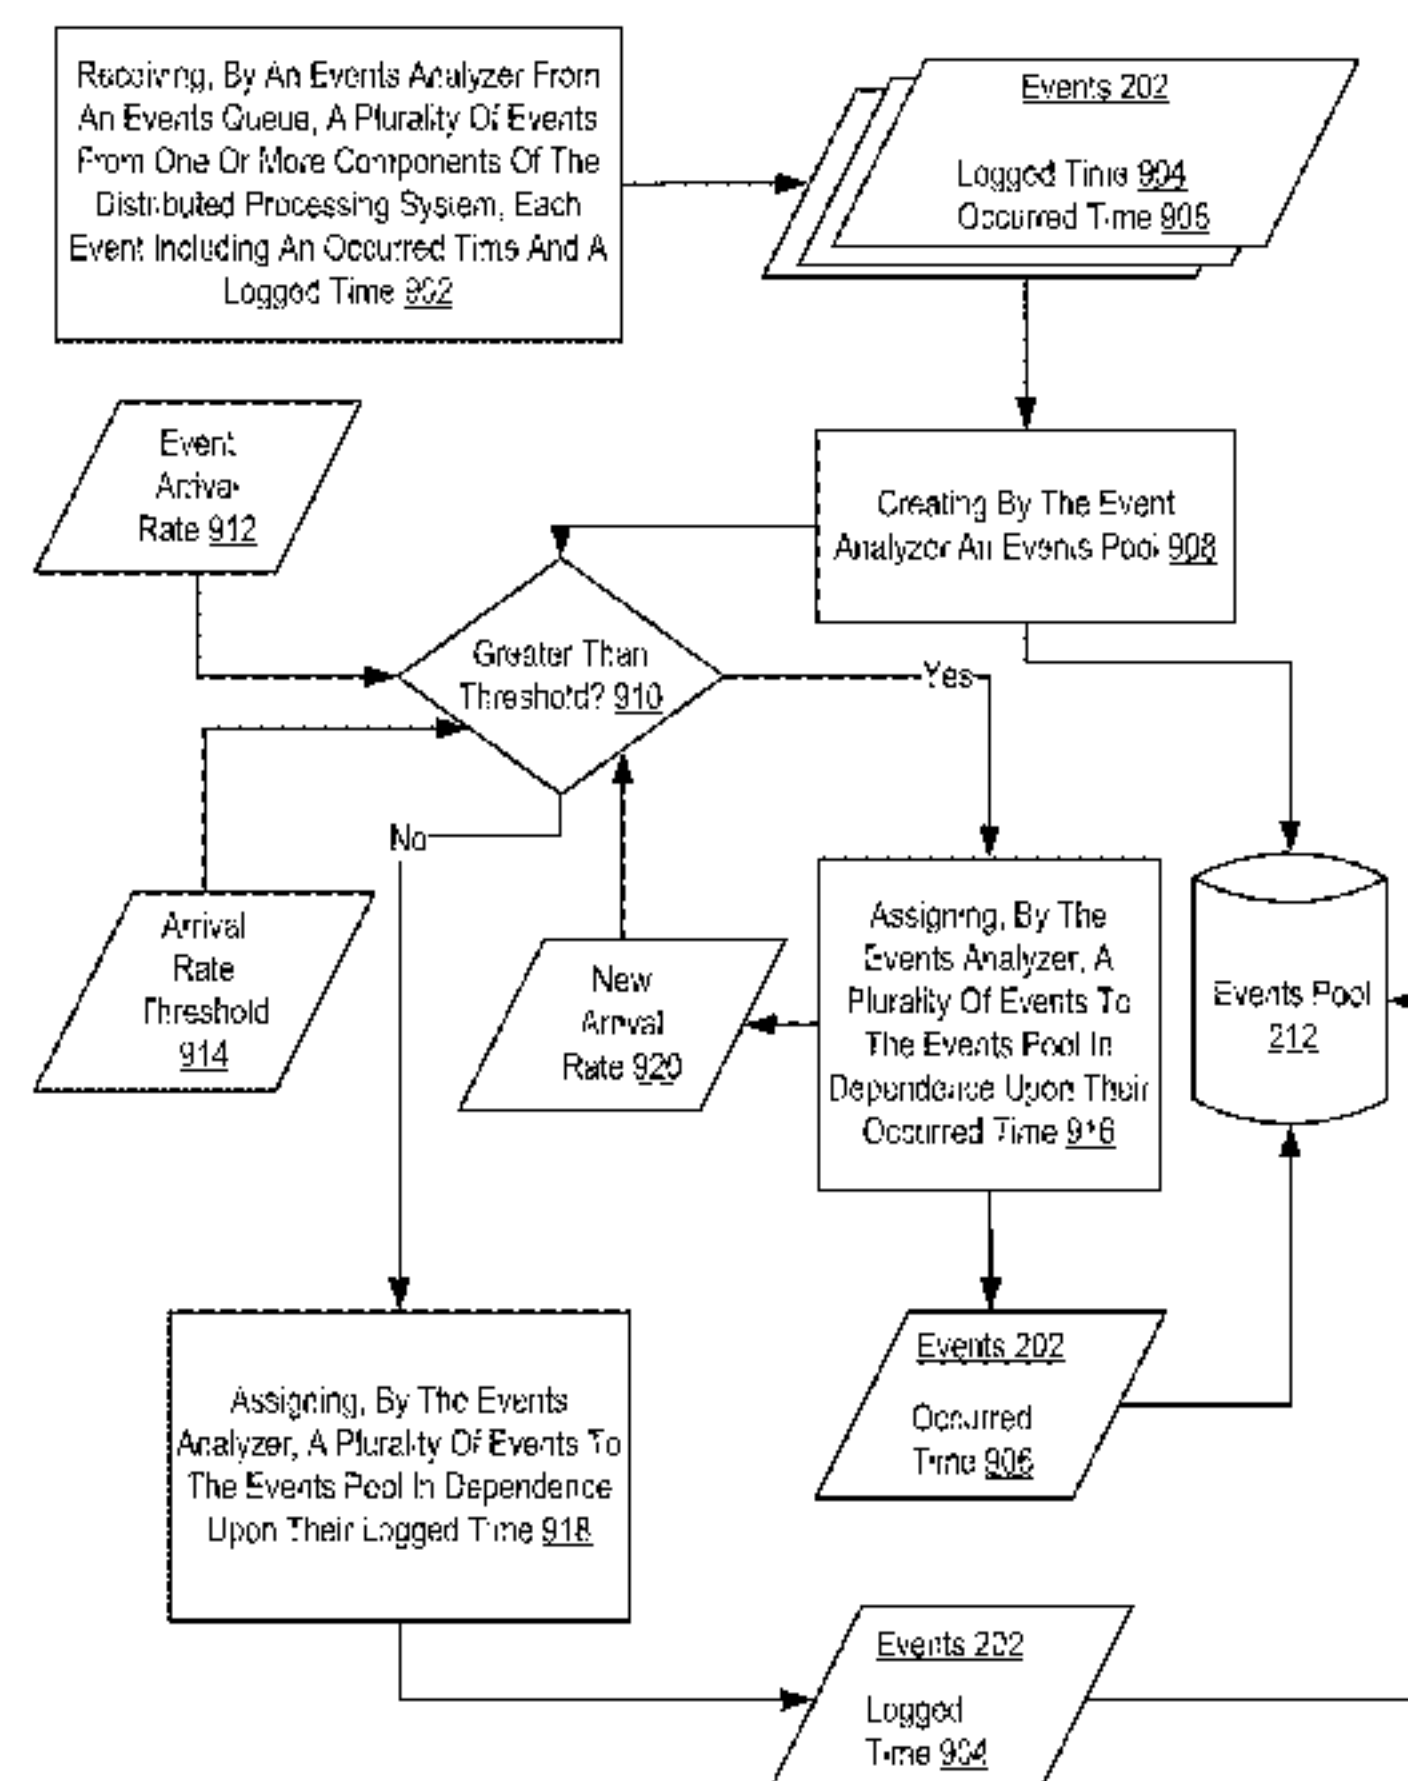 Receiving, By An Events Analyzer From
An Events Queue, A Plurality Of Events
From One Or More Components Of The
Distributed Processing System, Each
Event Including An Occurred Time And A
Logged Time 902
Events 202
Logged Time 904
Occurred Time 906
Event
Arrival
Rate 912
Creating By The Event
Analyzer An Events Pool 908
Greater Than
Threshold? 910
Yes
No
Arrival
Rate
Threshold
914
New
Arrival
Rate 920
Assigning, By The
Events Analyzer, A
Plurality Of Events To
The Events Pool In
Dependence Upon Their
Occurred Time 916
Events Pool
212
Events 202
Occurred
Time 906
Assigning, By The Events
Analyzer, A Plurality Of Events To
The Events Pool In Dependence
Upon Their Logged Time 918
Events 202
Logged
Time 904